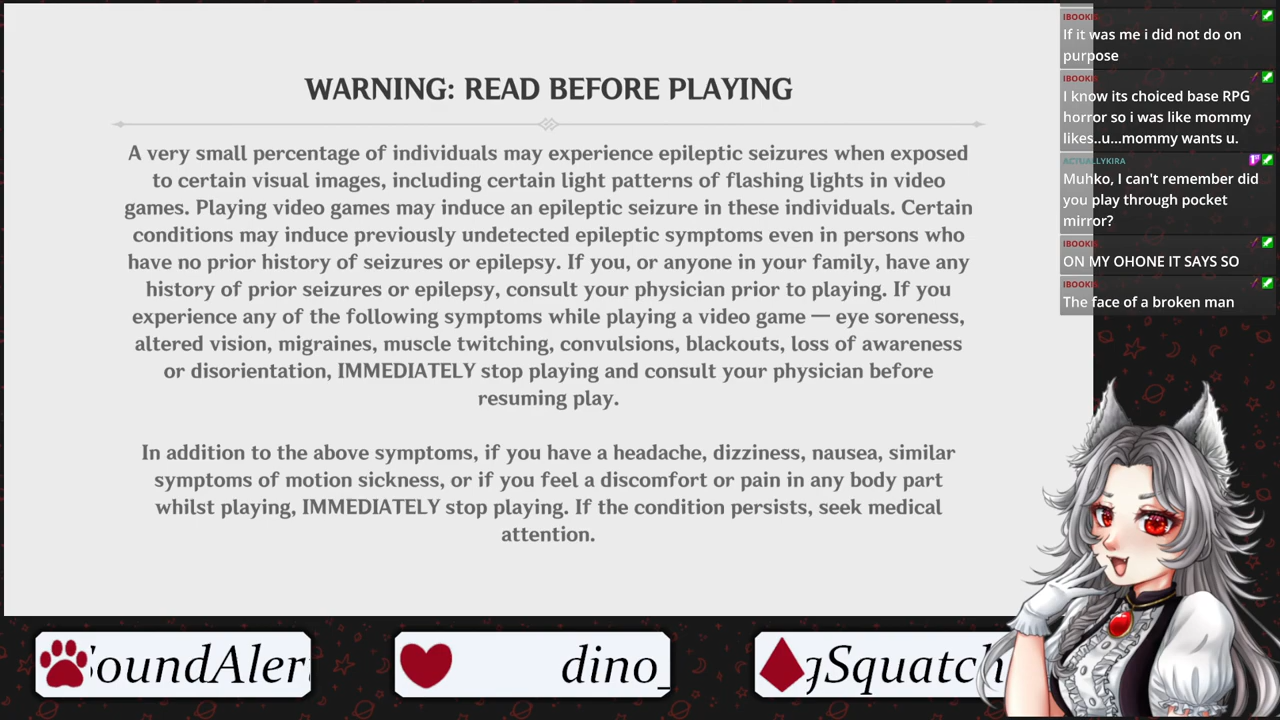 WARNING: READ BEFORE PLAYING
A very small percentage of individuals may experience epileptic seizures when exposed
to certain visual images, including certain light patterns of flashing lights in video
games. Playing video games may induce an epileptic seizure in these individuals. Certain
conditions may induce previously undetected epileptic symptoms even in persons who
have no prior history of seizures or epilepsy. If you, or anyone in your family, have any
history of prior seizures or epilepsy, consult your physician prior to playing. If you
experience any of the following symptoms while playing a video game — eye soreness,
altered vision, migraines, muscle twitching, convulsions, blackouts, loss of awareness
or disorientation, IMMEDIATELY stop playing and consult your physician before
resuming play.
In addition to the above symptoms, if you have a headache, dizziness, nausea, similar
symptoms of motion sickness, or if you feel a discomfort or pain in any body part
whilst playing, IMMEDIATELY stop playing. If the condition persists, seek medical
attention.
IBOOKIE
If it was me i did not do on
purpose
IBOOKIE
I know its choiced base RPG
horror so i was like mommy
likes..u...mommy wants u.
ACTUALLYKIRA
Muhko, I can't remember did
you play through pocket
mirror?
IBOOKIE
ON MY OHONE IT SAYS SO
IBOOKIE
The face of a broken man
SoundAler
dino_
gSquatch